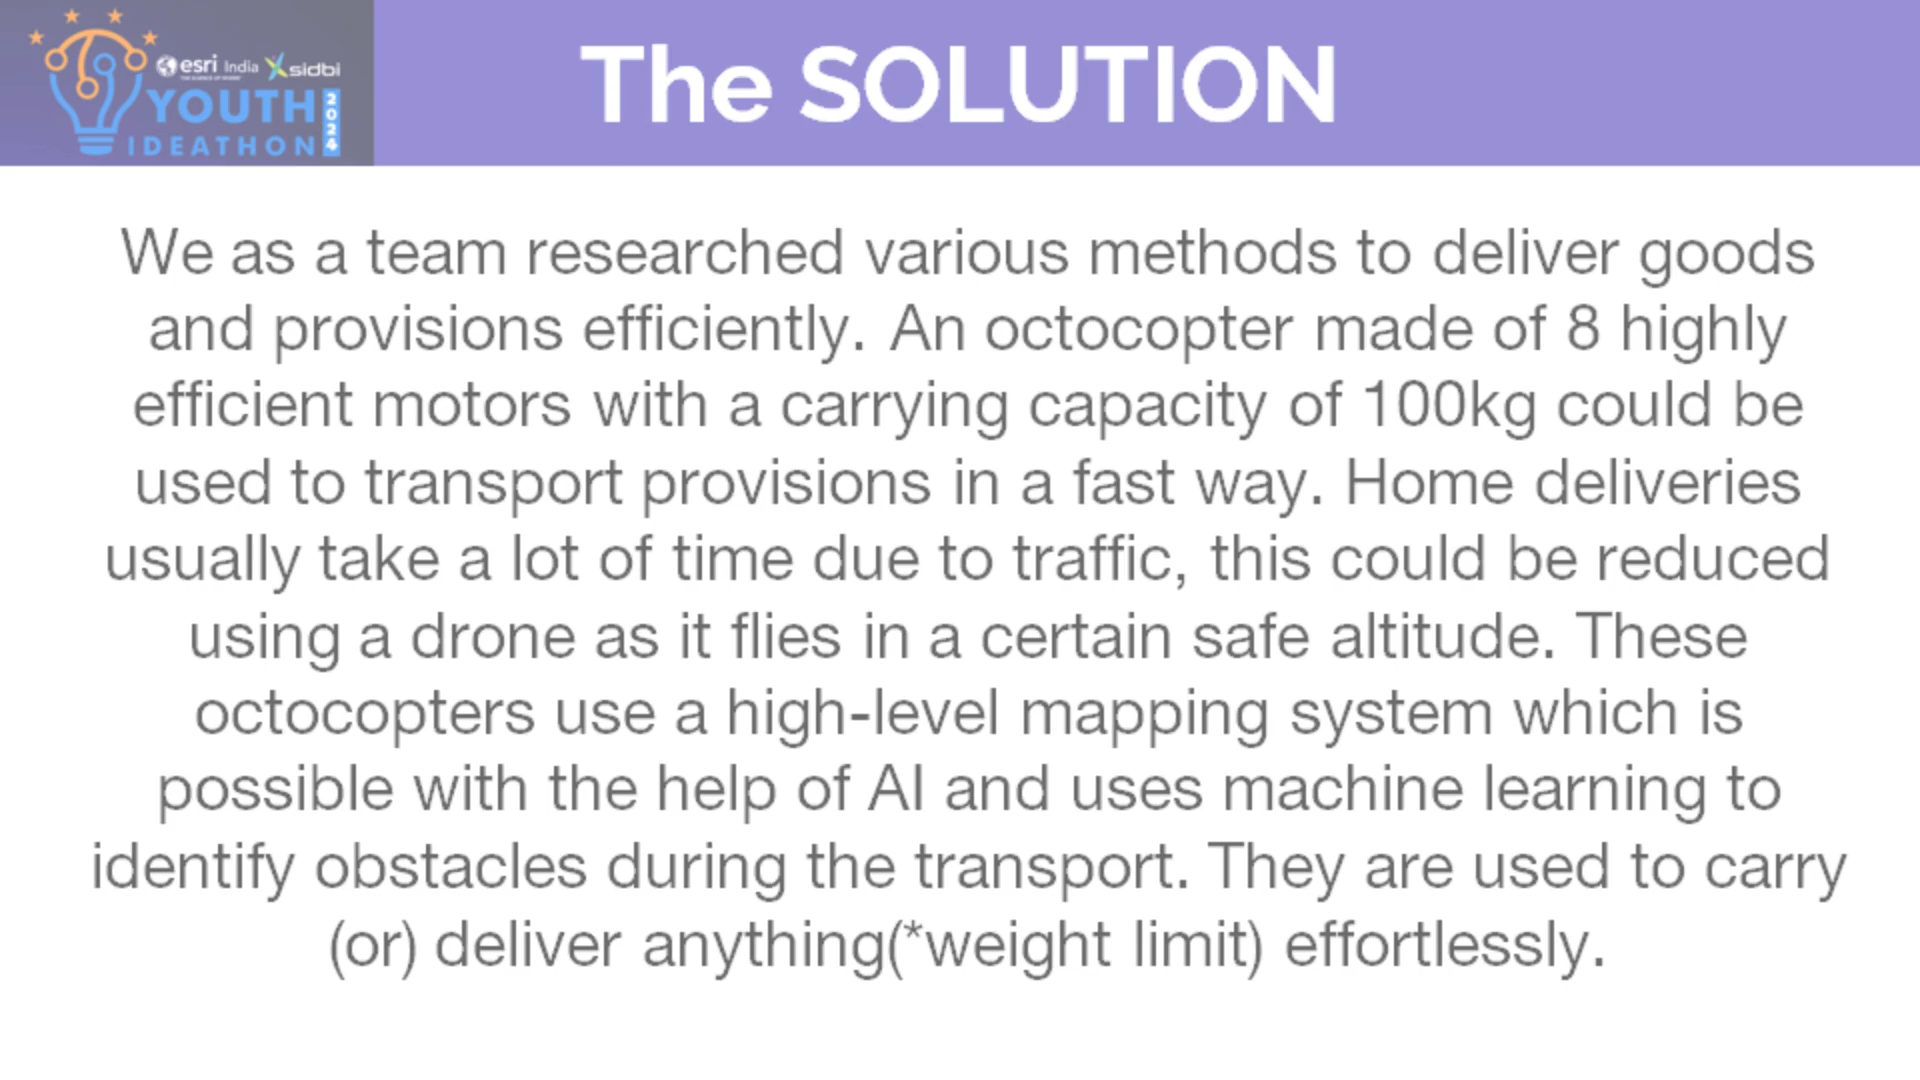 The SOLUTION
esri India
sidbi
YOUTH
IDEATHON
2024
We as a team researched various methods to deliver goods
and provisions efficiently. An octocopter made of 8 highly
efficient motors with a carrying capacity of 100kg could be
used to transport provisions in a fast way. Home deliveries
usually take a lot of time due to traffic, this could be reduced
using a drone as it flies in a certain safe altitude. These
octocopters use a high-level mapping system which is
possible with the help of AI and uses machine learning to
identify obstacles during the transport. They are used to carry
(or) deliver anything(*weight limit) effortlessly.